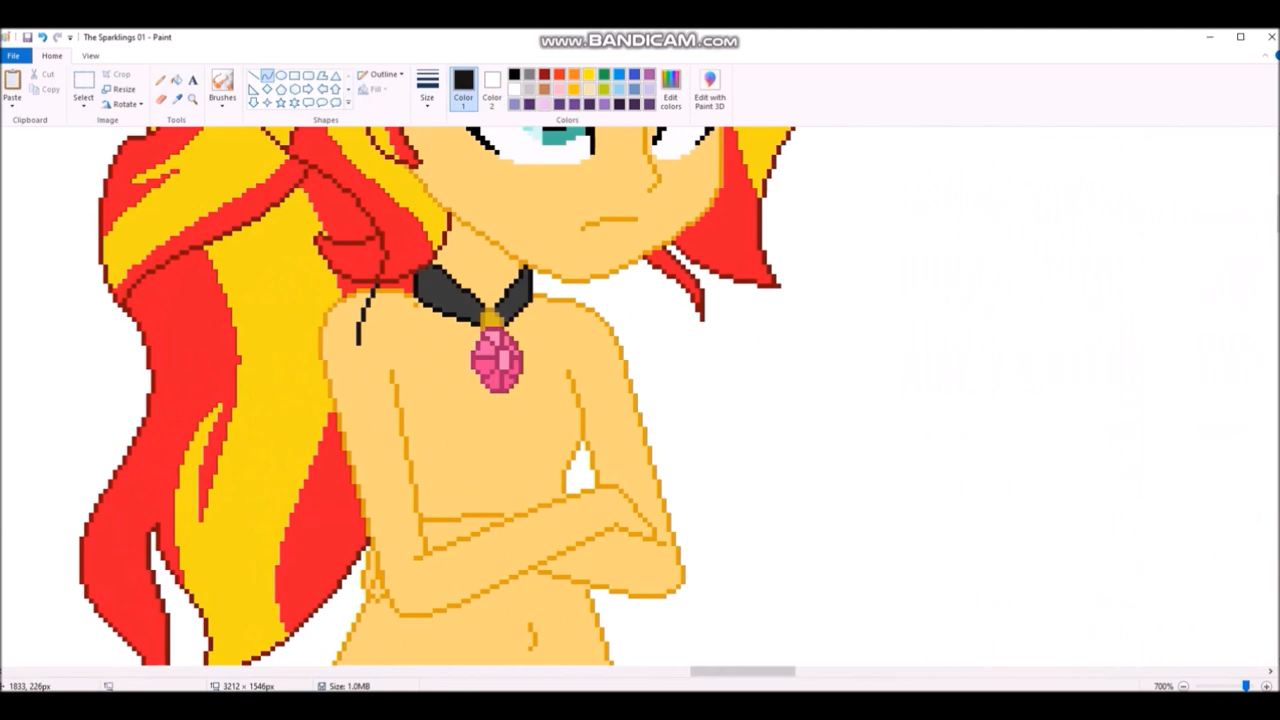 The Sparklings 01 - Paint
www.BANDICAM.com
File Home View
Paste
Cut
Copy
Clipboard
Select
Crop
Resize
Rotate
Image
Tools
Brushes
Outline
Fill
Shapes
Size
Color 1
Color 2
Edit colors
Edit with Paint 3D
Colors
1833, 226px
3212 × 1546px
Size: 1.0MB
700%